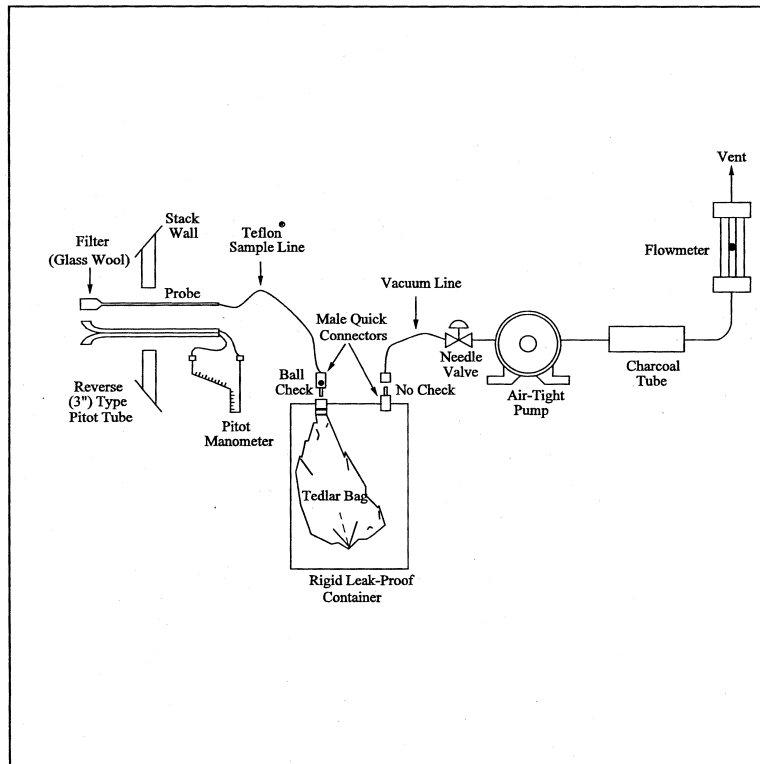 Vent
Stack
Wall
Teflon®
Sample Line
Filter
(Glass Wool)
Flowmeter
Probe
Vacuum Line
Male Quick
Connectors
Needle
Valve
Ball
Check
No Check
Charcoal
Tube
Reverse
(3") Type
Pitot Tube
Pitot
Manometer
Air-Tight
Pump
Tedlar Bag
Rigid Leak-Proof
Container